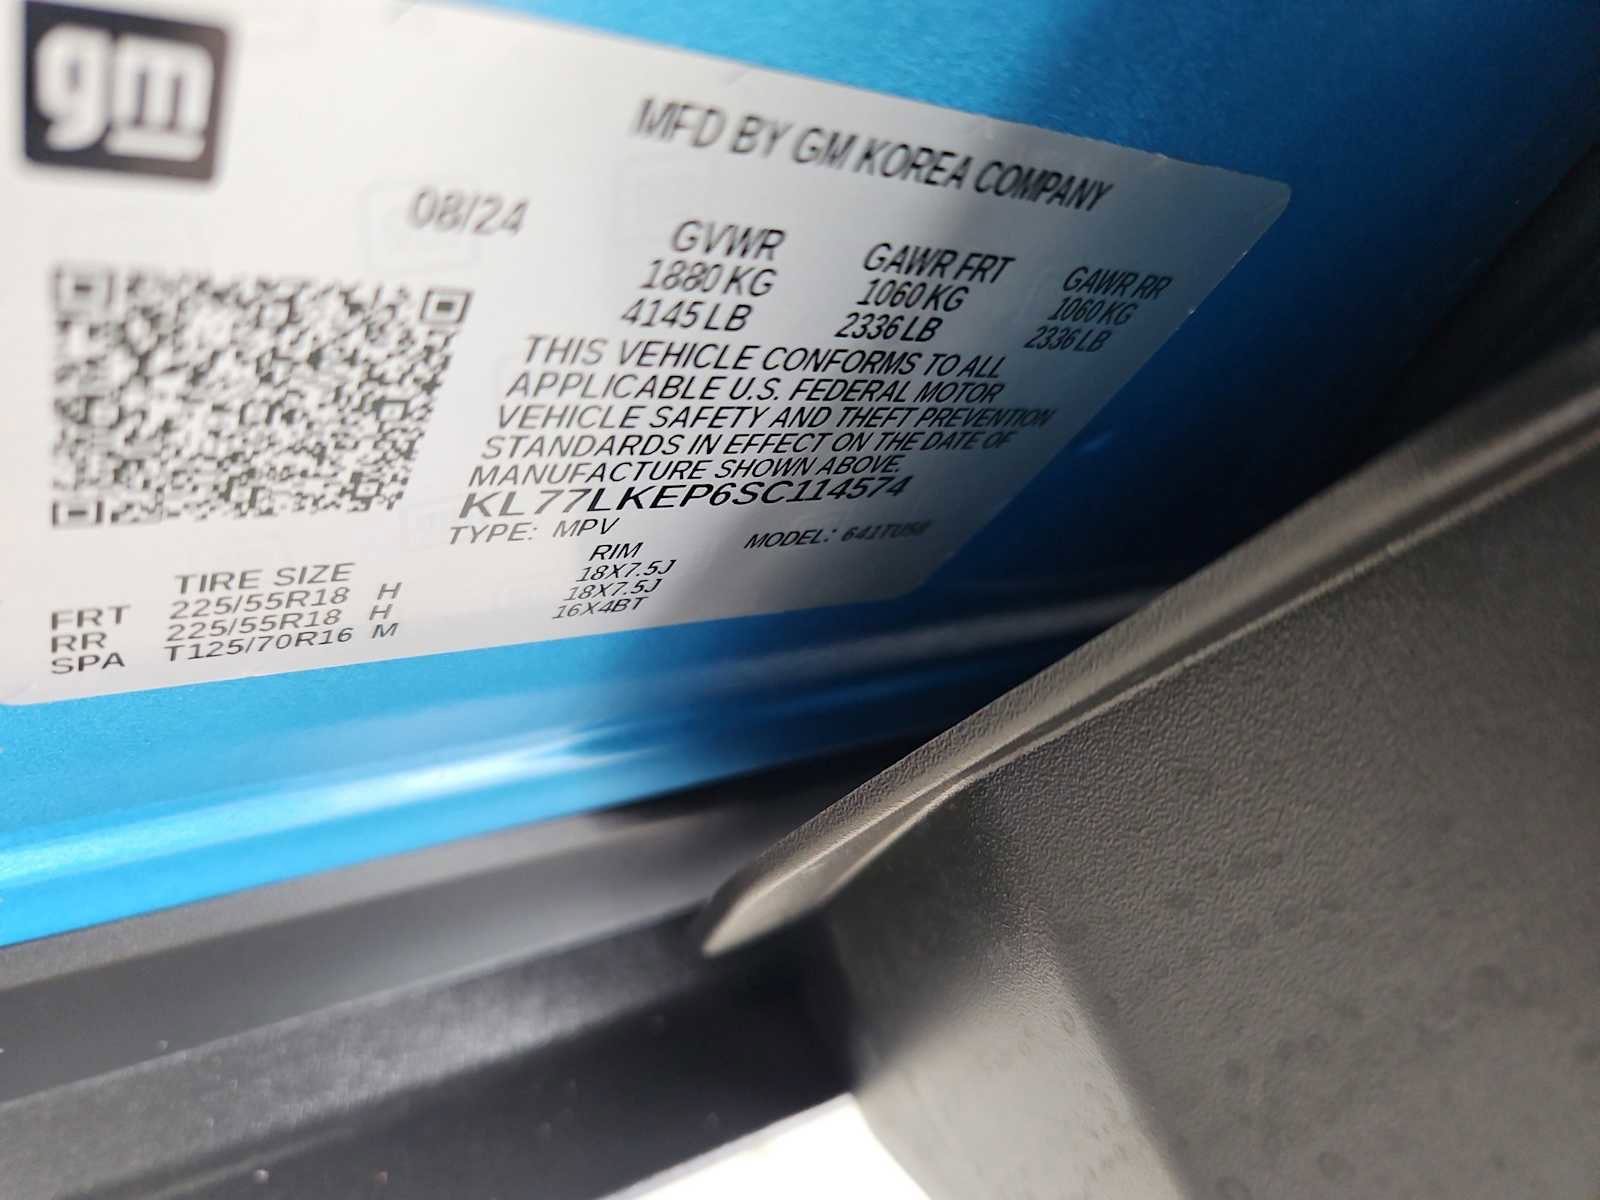 gm
MFD BY GM KOREA COMPANY
08/24
GVWR GAWR FRT GAWR RR
1880 KG 1060 KG 1060 KG
4145 LB 2336 LB 2336 LB
THIS VEHICLE CONFORMS TO ALL
APPLICABLE U.S. FEDERAL MOTOR
VEHICLE SAFETY AND THEFT PREVENTION
STANDARDS IN EFFECT ON THE DATE OF
MANUFACTURE SHOWN ABOVE.
KL77LKEP6SC114574
TYPE: MPV MODEL: 641TU58
TIRE SIZE RIM
FRT 225/55R18 H 18X7.5J
RR 225/55R18 H 18X7.5J
SPA T125/70R16 M 16X4BT